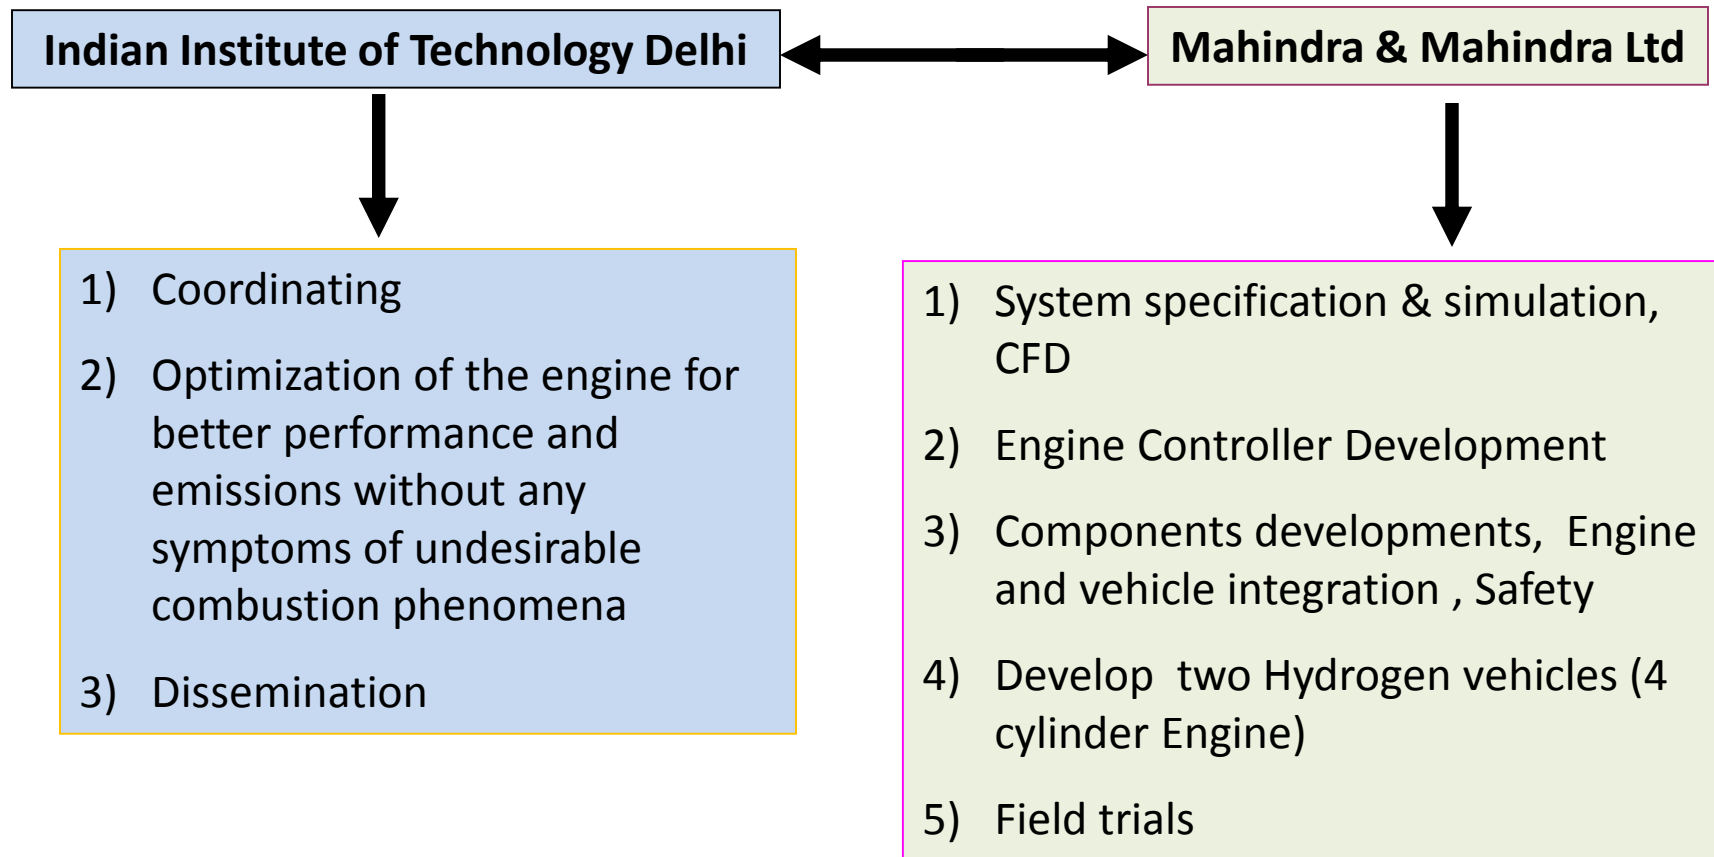 Indian Institute of Technology Delhi
Mahindra & Mahindra Ltd
1) Coordinating
2) Optimization of the engine for
better performance and
emissions without any
symptoms of undesirable
combustion phenomena
3) Dissemination
1) System specification & simulation,
CFD
2) Engine Controller Development
3) Components developments, Engine
and vehicle integration , Safety
4) Develop two Hydrogen vehicles (4
cylinder Engine)
5) Field trials